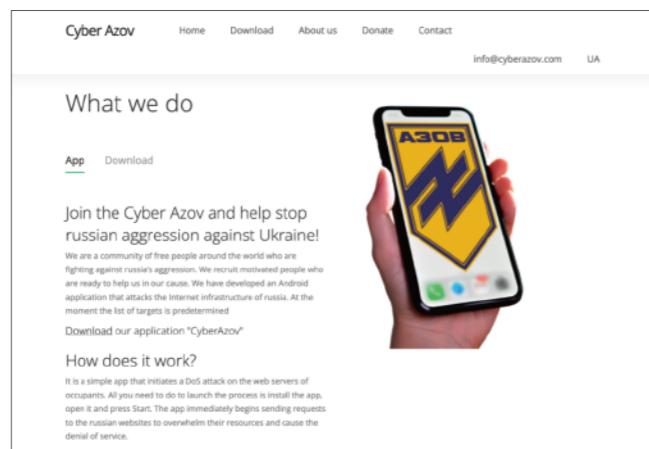 Cyber Azov Home Download About us Donate Contact
info@cyberazov.com UA
What we do
App Download
Join the Cyber Azov and help stop
russian aggression against Ukraine!
We are a community of free people around the world who are
fighting against russia's aggression. We recruit motivated people who
are ready to help us in our cause. We have developed an Android
application that attacks the Internet infrastructure of russia. At the
moment the list of targets is predetermined
Download our application "CyberAzov"
How does it work?
It is a simple app that initiates a DoS attack on the web servers of
occupants. All you need to do to launch the process is install the app,
open it and press Start. The app immediately begins sending requests
to the russian websites to overwhelm their resources and cause the
denial of service.
АЗОВ